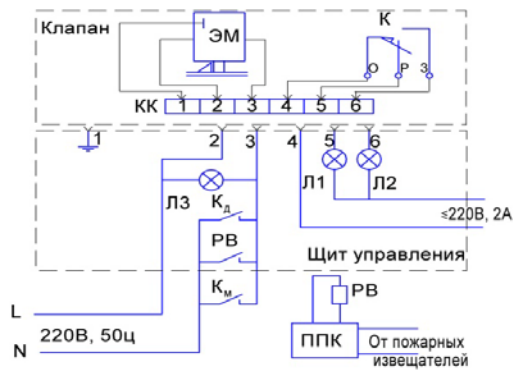 Клапан
ЭМ
К
О Р З
КК 1 2 3 4 5 6
1 2 3 4 5 6
Л3
Кд
РВ
Км
Л1 Л2
≤220В, 2А
Щит управления
L
220В, 50ц
N
РВ
ППК
От пожарных
извещателей